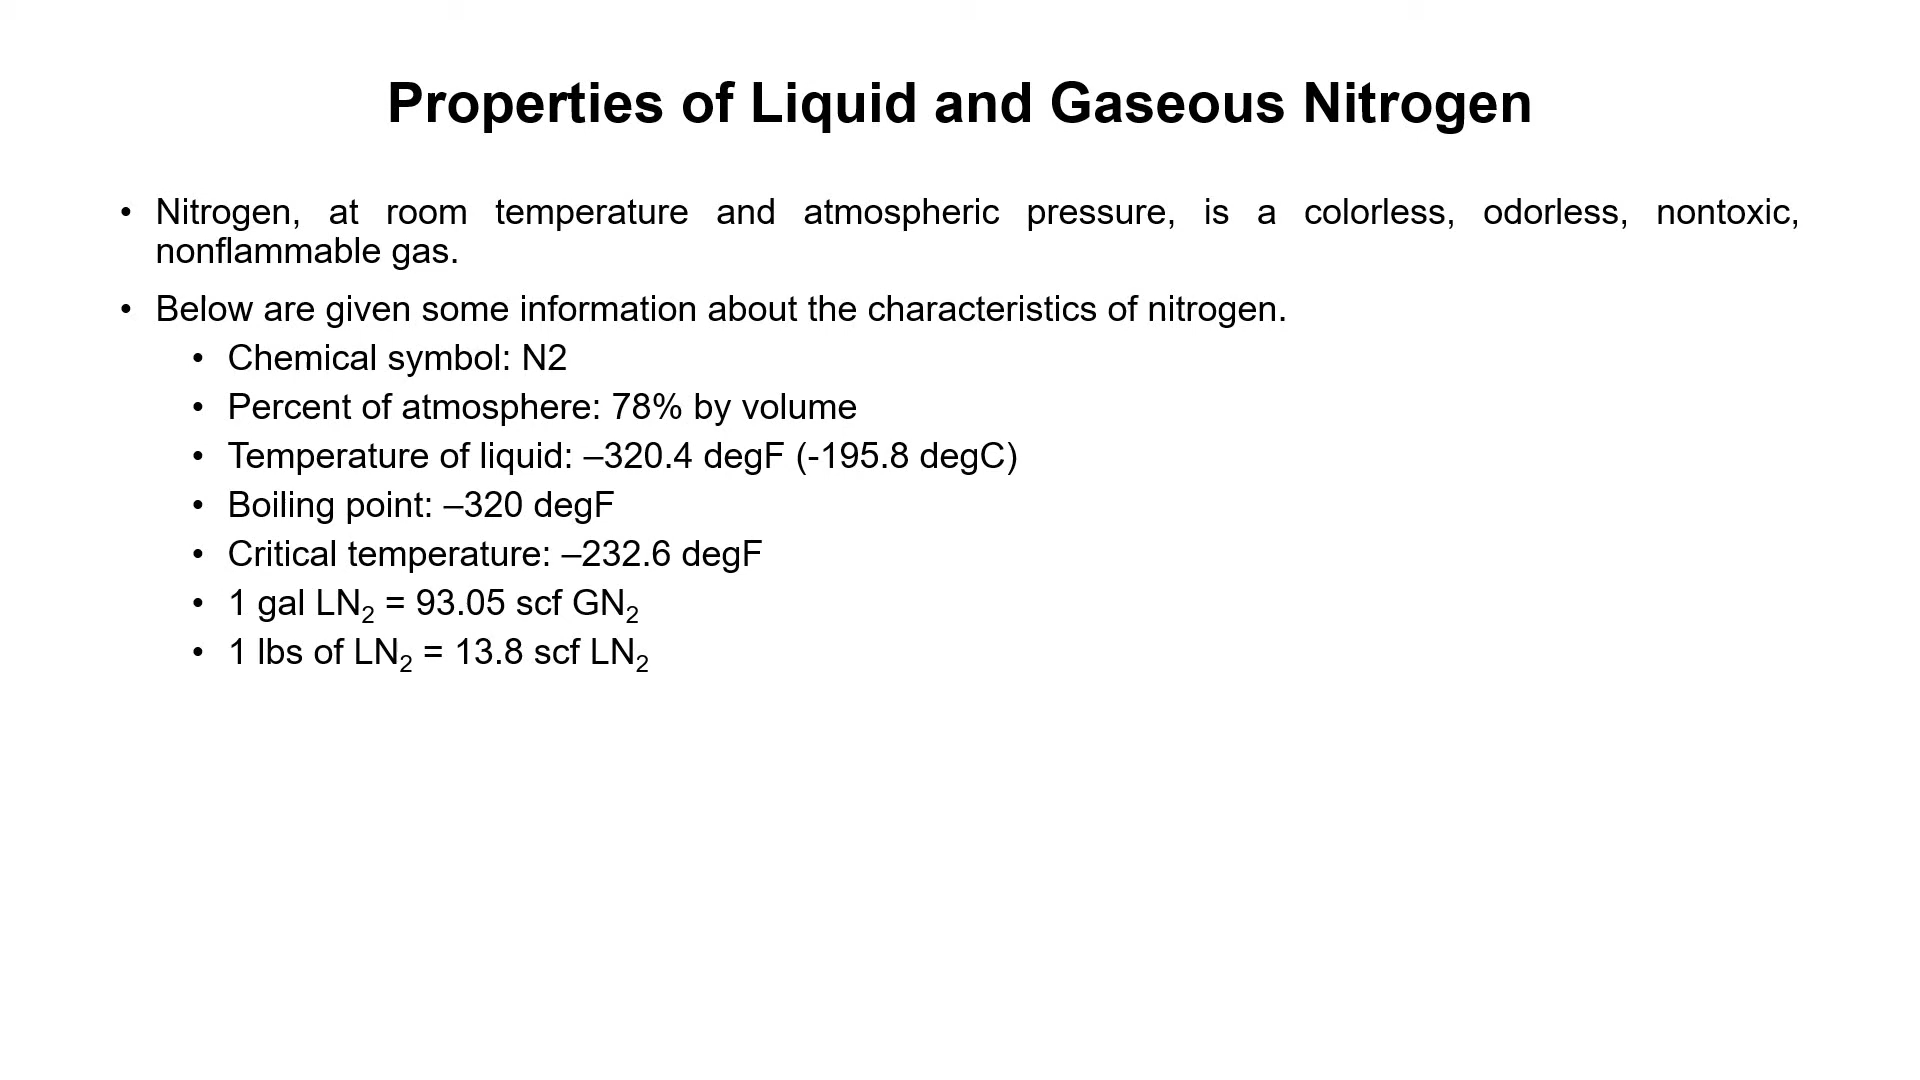 Properties of Liquid and Gaseous Nitrogen
• Nitrogen, at room temperature and atmospheric pressure, is a colorless, odorless, nontoxic,
nonflammable gas.
• Below are given some information about the characteristics of nitrogen.
• Chemical symbol: N2
• Percent of atmosphere: 78% by volume
• Temperature of liquid: –320.4 degF (-195.8 degC)
• Boiling point: –320 degF
• Critical temperature: –232.6 degF
• 1 gal LN₂ = 93.05 scf GN₂
• 1 lbs of LN₂ = 13.8 scf LN₂